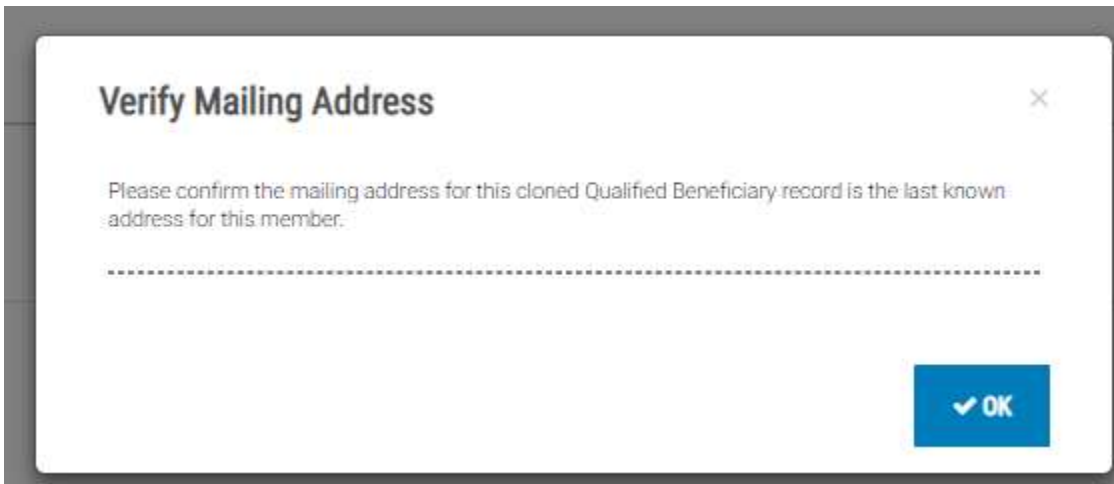 Verify Mailing Address
Please confirm the mailing address for this cloned Qualified Beneficiary record is the last known
address for this member.
OK